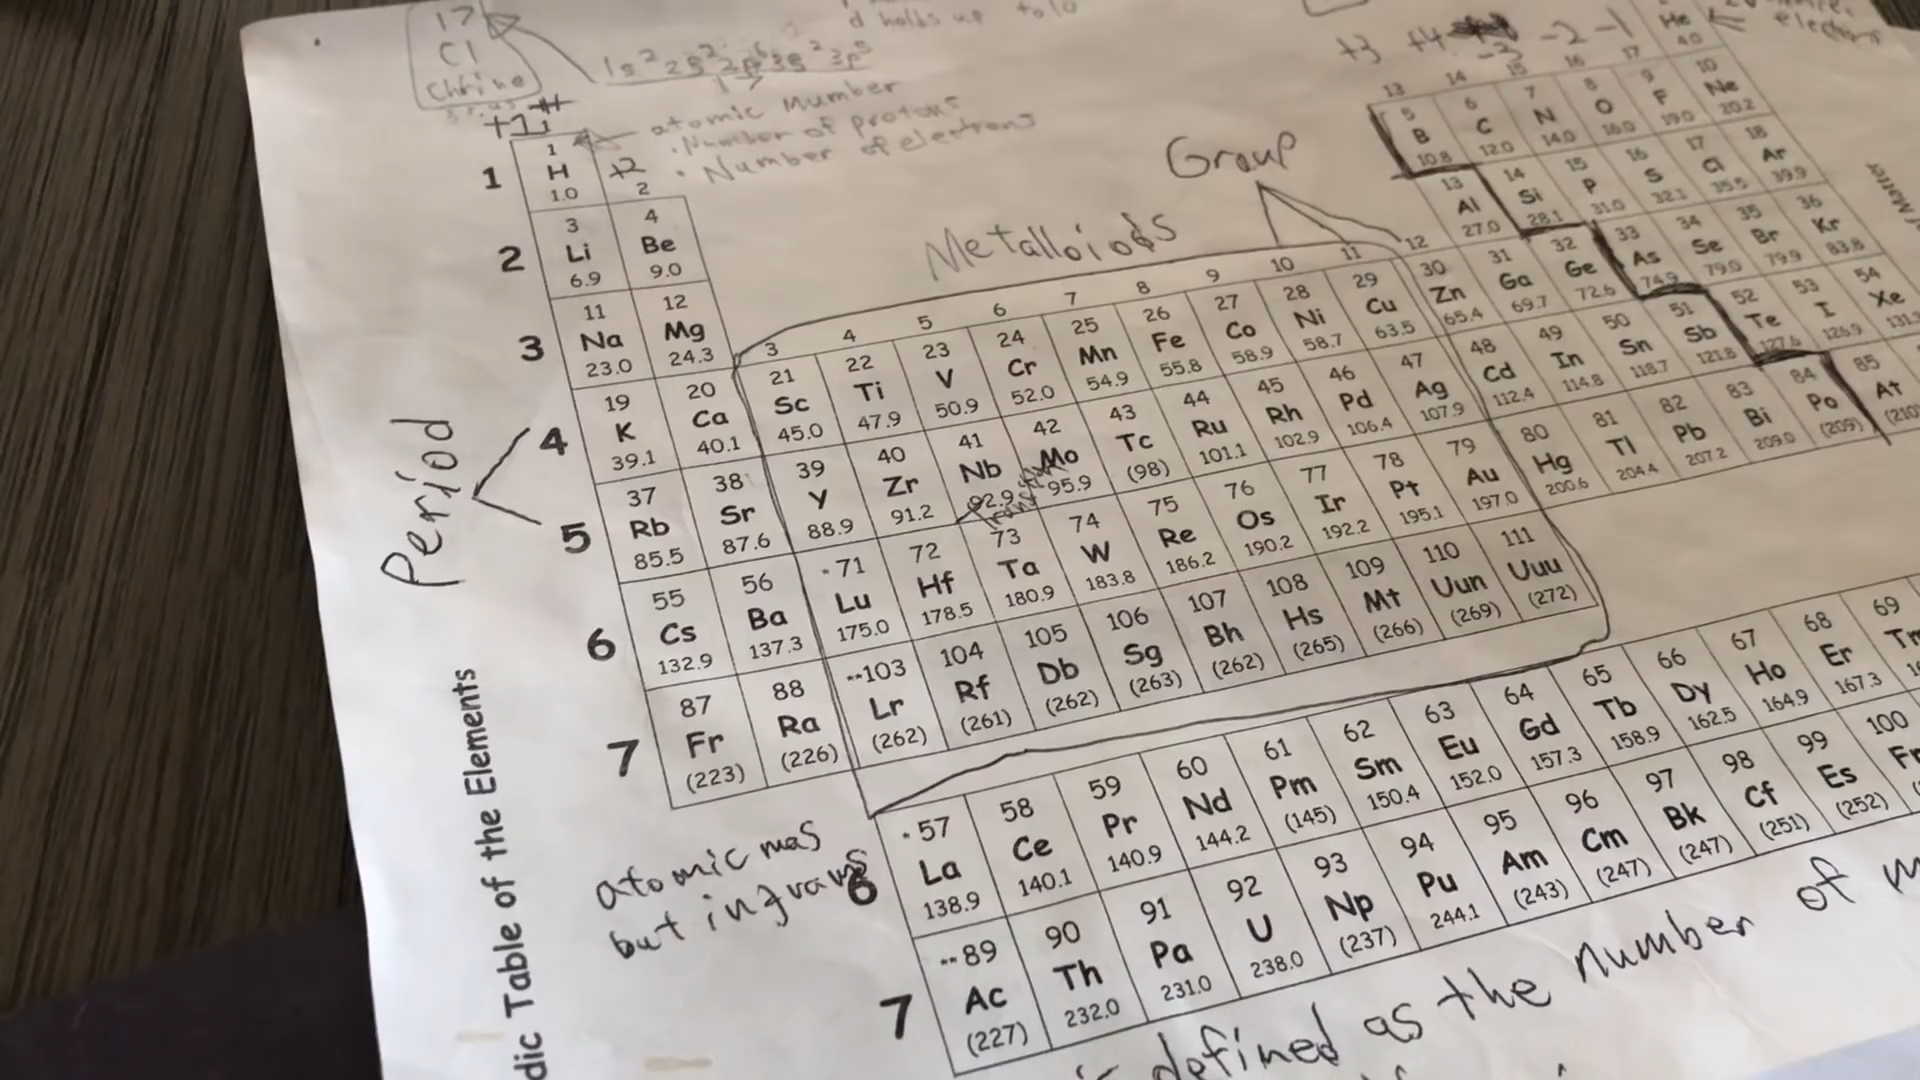 17
Cl
d holds up to 10
1s² 2s² 2p⁶ 3s² 3p⁵
17
atomic number
• Number of protons
• Number of electrons
+1
1
+2
2
+3 +4 -3 -2 -1
13 14 15 16 17
Group
Metalloids
3 4 5 6 7 8 9 10 11 12
Period
1
1 H 1.0
He 4.0
2
3 Li 6.9
4 Be 9.0
5 B 10.8
6 C 12.0
7 N 14.0
8 O 16.0
9 F 19.0
10 Ne 20.2
3
11 Na 23.0
12 Mg 24.3
13 Al 27.0
14 Si 28.1
15 P 31.0
16 S 32.1
17 Cl 35.5
18 Ar 39.9
4
19 K 39.1
20 Ca 40.1
21 Sc 45.0
22 Ti 47.9
23 V 50.9
24 Cr 52.0
25 Mn 54.9
26 Fe 55.8
27 Co 58.9
28 Ni 58.7
29 Cu 63.5
30 Zn 65.4
31 Ga 69.7
32 Ge 72.6
33 As 74.9
34 Se 79.0
35 Br 79.9
36 Kr 83.8
5
37 Rb 85.5
38 Sr 87.6
39 Y 88.9
40 Zr 91.2
41 Nb 92.9
42 Mo 95.9
43 Tc (98)
44 Ru 101.1
45 Rh 102.9
46 Pd 106.4
47 Ag 107.9
48 Cd 112.4
49 In 114.8
50 Sn 118.7
51 Sb 121.8
52 Te 127.6
53 I 126.9
54 Xe
6
55 Cs 132.9
56 Ba 137.3
*71 Lu 175.0
72 Hf 178.5
73 Ta 180.9
74 W 183.8
75 Re 186.2
76 Os 190.2
77 Ir 192.2
78 Pt 195.1
79 Au 197.0
80 Hg 200.6
81 Tl 204.4
82 Pb 207.2
83 Bi 209.0
84 Po (209)
85 At (210)
7
87 Fr (223)
88 Ra (226)
**103 Lr (262)
104 Rf (261)
105 Db (262)
106 Sg (263)
107 Bh (262)
108 Hs (265)
109 Mt (266)
110 Uun (269)
111 Uuu (272)
6
*57 La 138.9
58 Ce 140.1
59 Pr 140.9
60 Nd 144.2
61 Pm (145)
62 Sm 150.4
63 Eu 152.0
64 Gd 157.3
65 Tb 158.9
66 Dy 162.5
67 Ho 164.9
68 Er 167.3
69 Tm
7
**89 Ac (227)
90 Th 232.0
91 Pa 231.0
92 U 238.0
93 Np (237)
94 Pu 244.1
95 Am (243)
96 Cm (247)
97 Bk (247)
98 Cf (251)
99 Es (252)
100
dic Table of the Elements
atomic mas
but in grams
Matter
defined as the number of